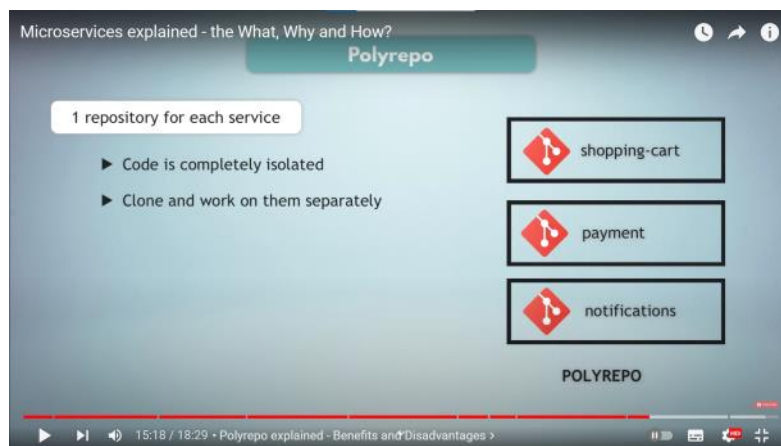 Microservices explained - the What, Why and How?
Polyrepo
1 repository for each service
▶ Code is completely isolated
▶ Clone and work on them separately
shopping-cart
payment
notifications
POLYREPO
15:18 / 18:29 • Polyrepo explained - Benefits and Disadvantages >
HD